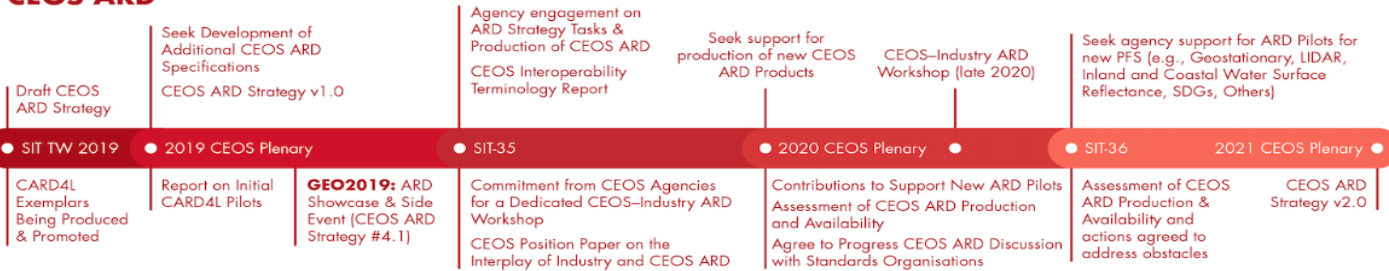 CEOS ARD
Draft CEOS
ARD Strategy
Seek Development of
Additional CEOS ARD
Specifications
CEOS ARD Strategy v1.0
Agency engagement on
ARD Strategy Tasks &
Production of CEOS ARD
CEOS Interoperability
Terminology Report
Seek support for
production of new CEOS
ARD Products
CEOS–Industry ARD
Workshop (late 2020)
Seek agency support for ARD Pilots for
new PFS (e.g., Geostationary, LIDAR,
Inland and Coastal Water Surface
Reflectance, SDGs, Others)
SIT TW 2019
2019 CEOS Plenary
SIT-35
2020 CEOS Plenary
SIT-36
2021 CEOS Plenary
CARD4L
Exemplars
Being Produced
& Promoted
Report on Initial
CARD4L Pilots
GEO2019: ARD
Showcase & Side
Event (CEOS ARD
Strategy #4.1)
Commitment from CEOS Agencies
for a Dedicated CEOS–Industry ARD
Workshop
CEOS Position Paper on the
Interplay of Industry and CEOS ARD
Contributions to Support New ARD Pilots
Assessment of CEOS ARD Production
and Availability
Agree to Progress CEOS ARD Discussion
with Standards Organisations
Assessment of CEOS
ARD Production &
Availability and
actions agreed to
address obstacles
CEOS ARD
Strategy v2.0